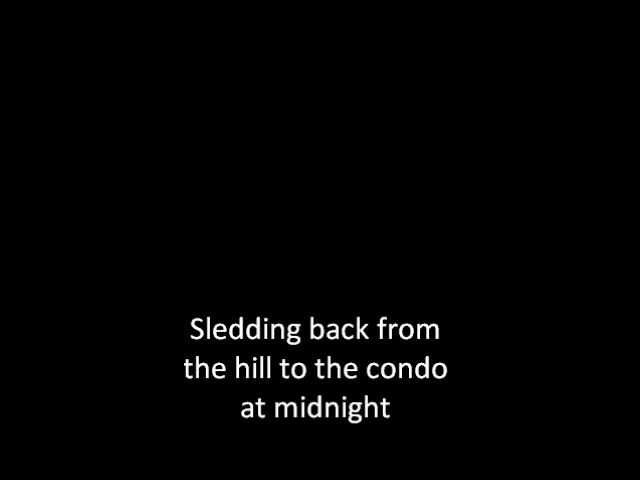 Sledding back from
the hill to the condo
at midnight